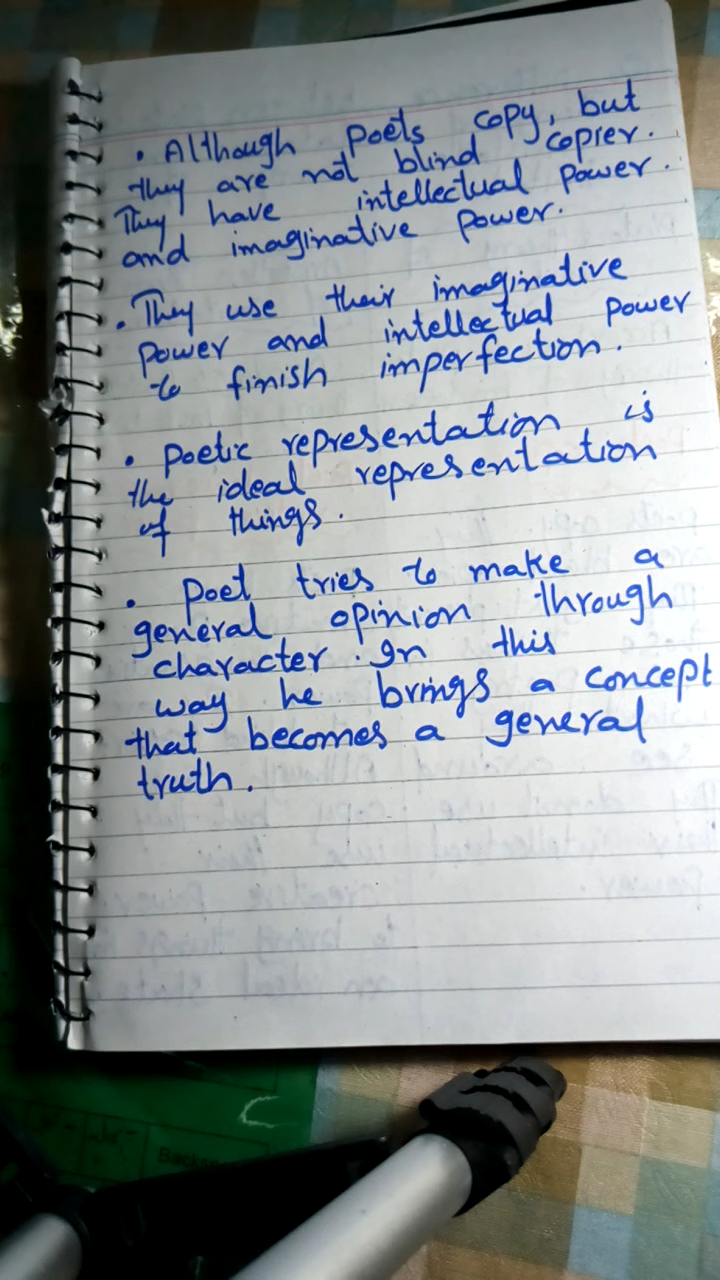 • Although poets copy, but
they are not blind copier.
They have intellectual power.
and imaginative power.
• They use their imaginative
power and intellectual power
to finish imperfection.
• Poetic representation is
the ideal representation
of things.
• Poet tries to make a
general opinion through
character. In this
way he brings a concept
that becomes a general
truth.